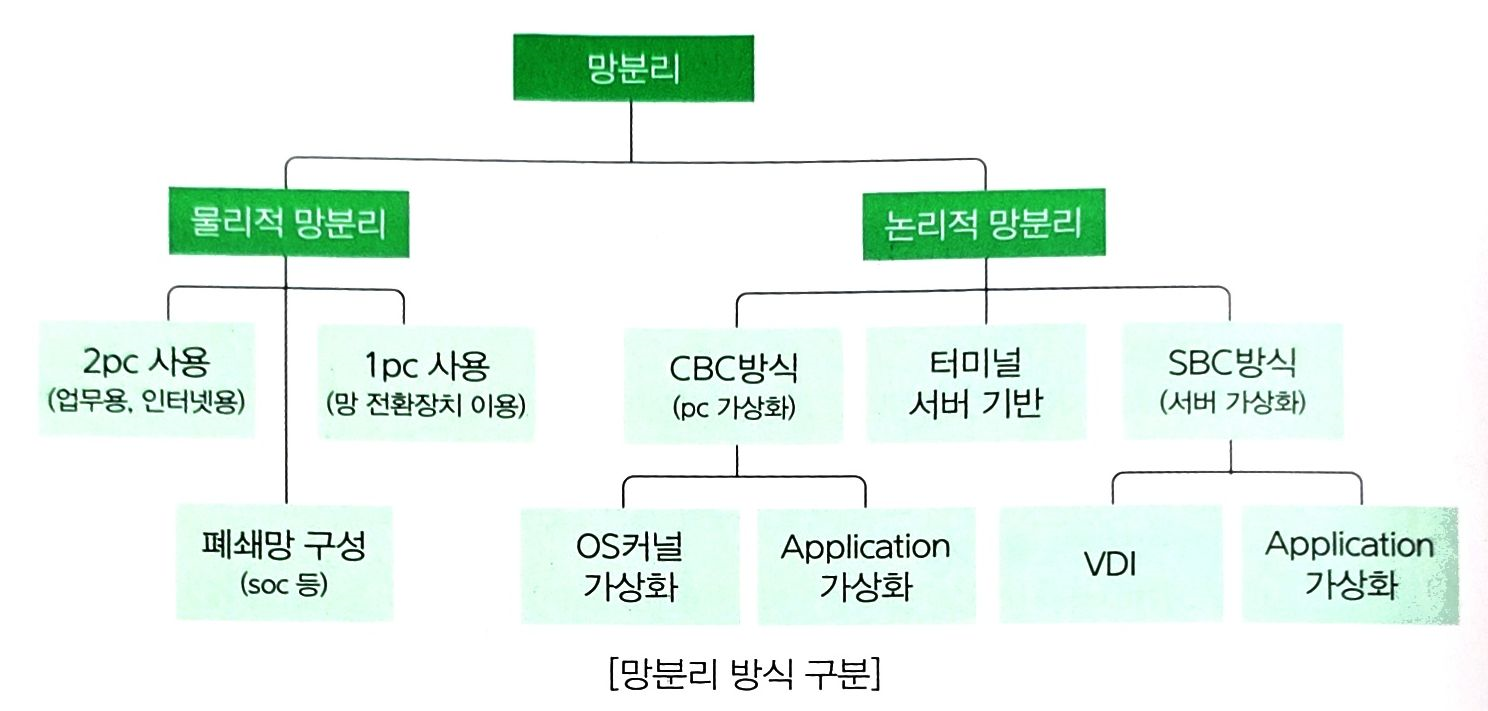 망분리
물리적 망분리
논리적 망분리
2pc 사용
(업무용, 인터넷용)
1pc 사용
(망 전환장치 이용)
CBC방식
(pc 가상화)
터미널
서버 기반
SBC방식
(서버 가상화)
폐쇄망 구성
(soc 등)
OS커널
가상화
Application
가상화
VDI
Application
가상화
[망분리 방식 구분]